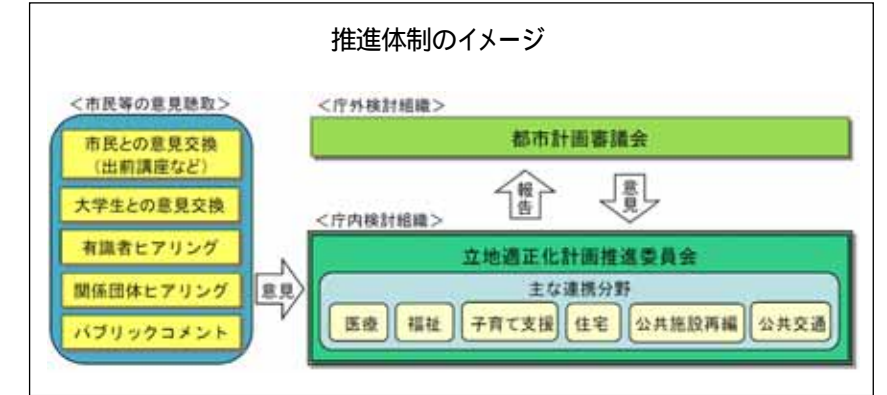 推進体制のイメージ
<市民等の意見聴取>
市民との意見交換
（出前講座など）
大学生との意見交換
有識者ヒアリング
関係団体ヒアリング
パブリックコメント
意見
<庁外検討組織>
都市計画審議会
報告
意見
<庁内検討組織>
立地適正化計画推進委員会
主な連携分野
医療
福祉
子育て支援
住宅
公共施設再編
公共交通